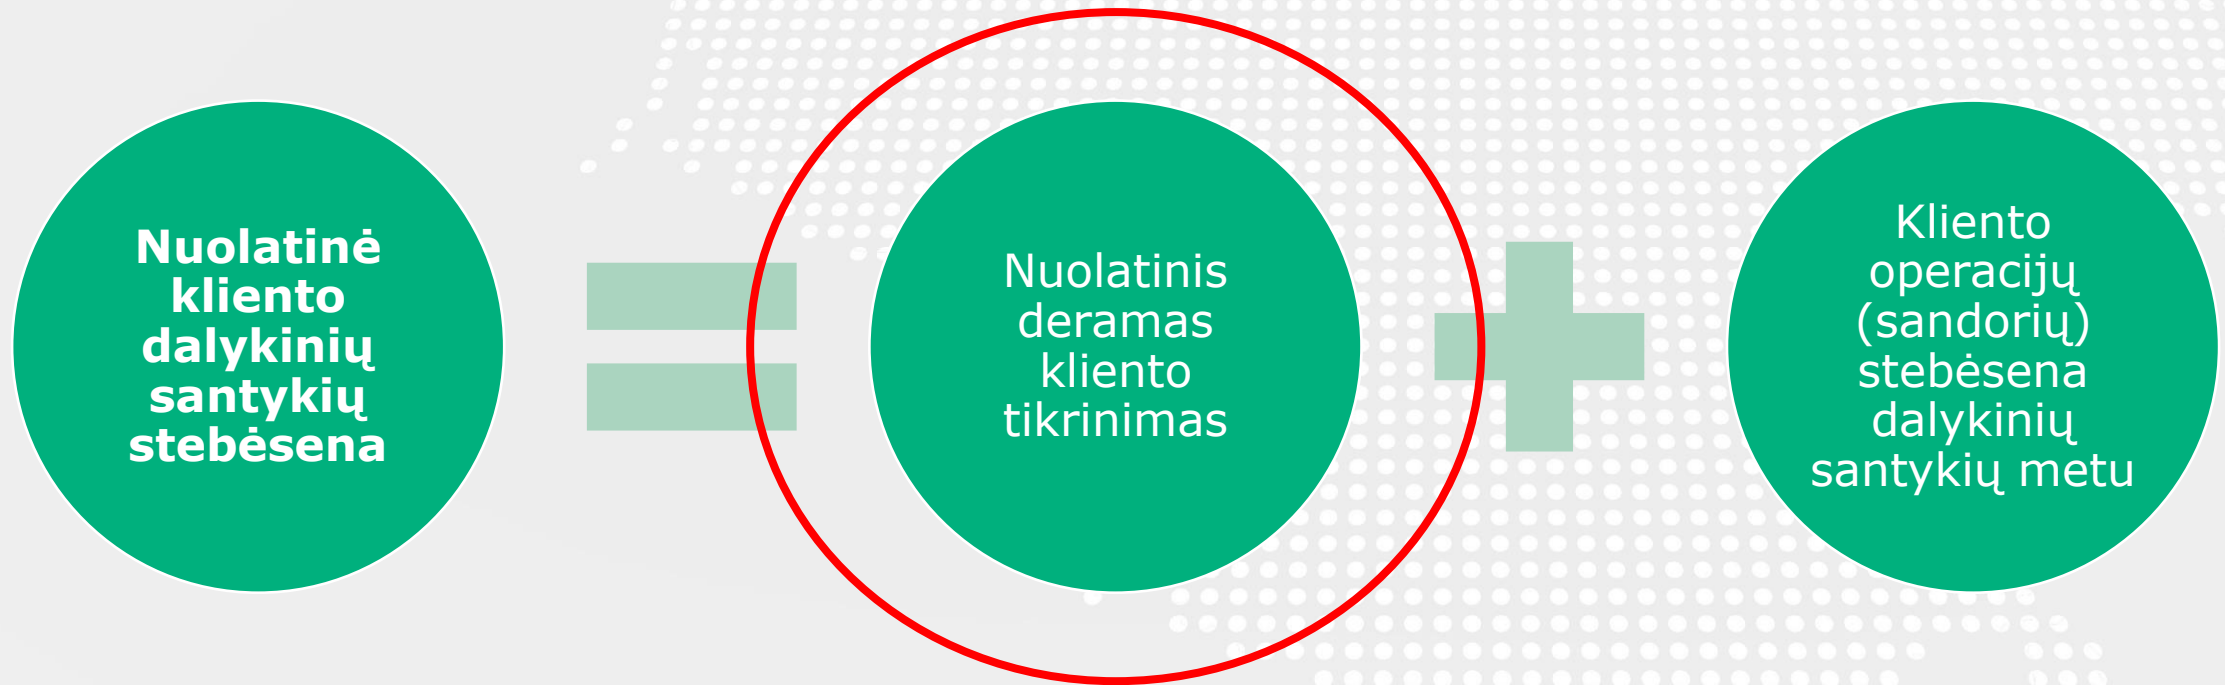 Nuolatinė
kliento
dalykinių
santykių
stebėsena
Nuolatinis
deramas
kliento
tikrinimas
Kliento
operacijų
(sandorių)
stebėsena
dalykinių
santykių metu